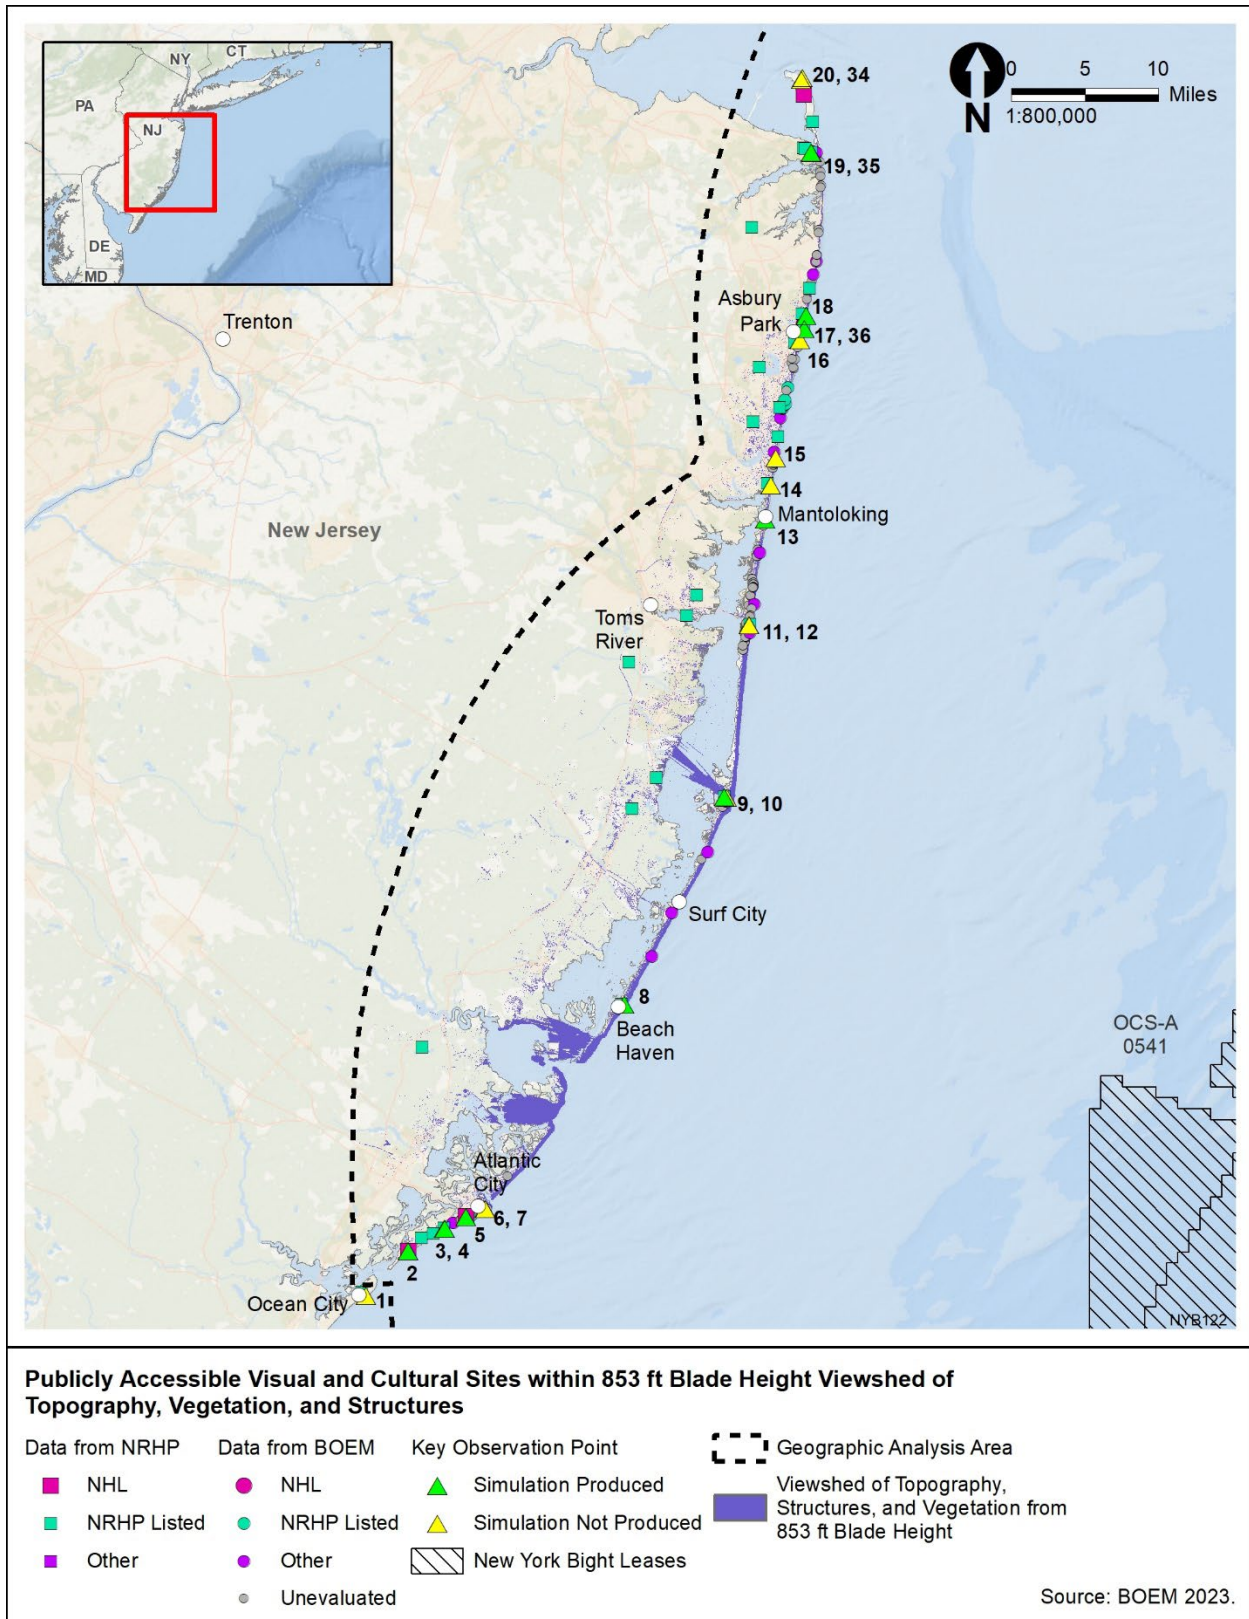 NY
CT
PA
NJ
DE
MD
N
0 5 10
Miles
1:800,000
20, 34
19, 35
Asbury
Park
18
17, 36
16
Trenton
15
14
Mantoloking
13
New Jersey
Toms
River
11, 12
9, 10
Surf City
8
Beach
Haven
OCS-A
0541
Atlantic
City
6, 7
5
3, 4
2
Ocean City
1
NYB122
Publicly Accessible Visual and Cultural Sites within 853 ft Blade Height Viewshed of
Topography, Vegetation, and Structures
Data from NRHP
NHL
NRHP Listed
Other
Data from BOEM
NHL
NRHP Listed
Other
Unevaluated
Key Observation Point
Simulation Produced
Simulation Not Produced
New York Bight Leases
Geographic Analysis Area
Viewshed of Topography,
Structures, and Vegetation from
853 ft Blade Height
Source: BOEM 2023.